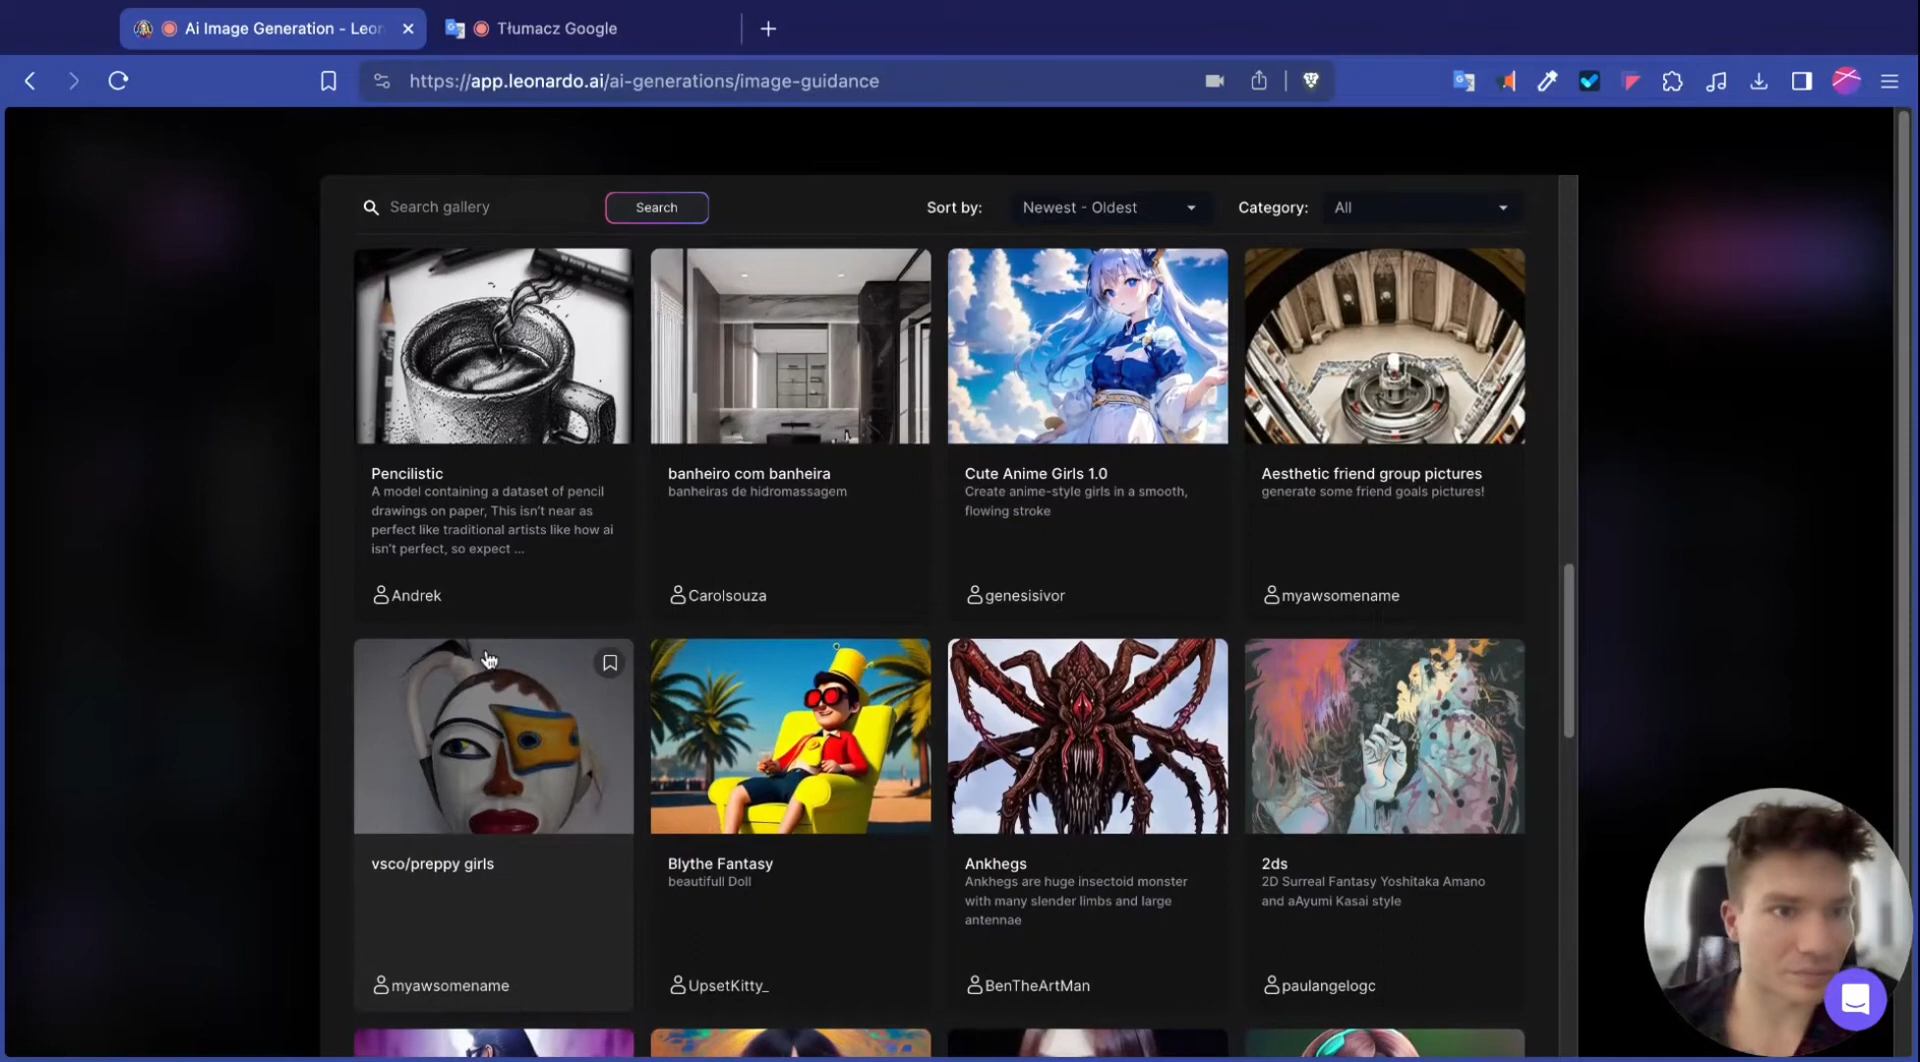 Ai Image Generation - Leon
Tłumacz Google
https://app.leonardo.ai/ai-generations/image-guidance
Search gallery
Search
Sort by:
Newest - Oldest
Category:
All
Pencilistic
A model containing a dataset of pencil
drawings on paper, This isn't near as
perfect like traditional artists like how ai
isn't perfect, so expect ...
Andrek
banheiro com banheira
banheiras de hidromassagem
Carolsouza
Cute Anime Girls 1.0
Create anime-style girls in a smooth,
flowing stroke
genesisivor
Aesthetic friend group pictures
generate some friend goals pictures!
myawsomename
vsco/preppy girls
myawsomename
Blythe Fantasy
beautifull Doll
UpsetKitty_
Ankhegs
Ankhegs are huge insectoid monster
with many slender limbs and large
antennae
BenTheArtMan
2ds
2D Surreal Fantasy Yoshitaka Amano
and aAyumi Kasai style
paulangelogc